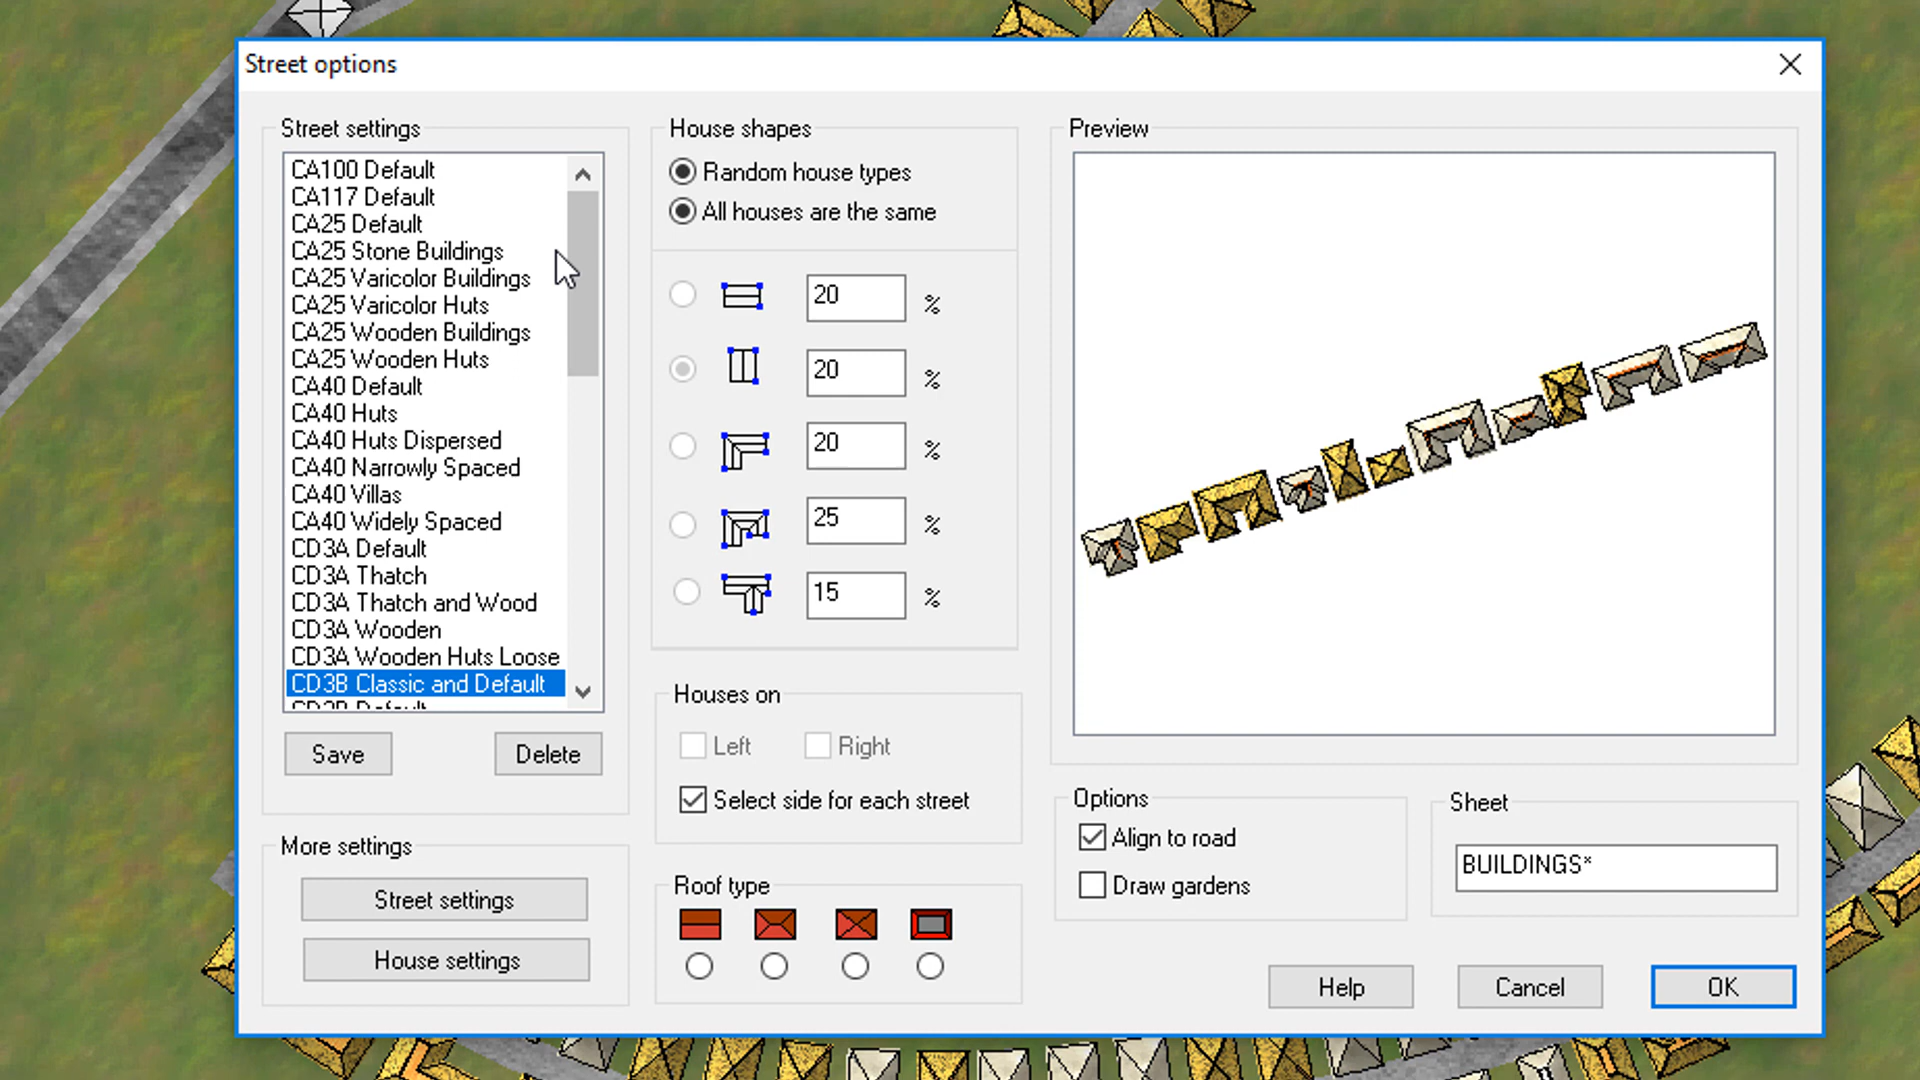 Street options
Street settings
CA100 Default
CA117 Default
CA25 Default
CA25 Stone Buildings
CA25 Varicolor Buildings
CA25 Varicolor Huts
CA25 Wooden Buildings
CA25 Wooden Huts
CA40 Default
CA40 Huts
CA40 Huts Dispersed
CA40 Narrowly Spaced
CA40 Villas
CA40 Widely Spaced
CD3A Default
CD3A Thatch
CD3A Thatch and Wood
CD3A Wooden
CD3A Wooden Huts Loose
CD3B Classic and Default
CD3B Default
Save
Delete
More settings
Street settings
House settings
House shapes
Random house types
All houses are the same
20 %
20 %
20 %
25 %
15 %
Houses on
Left
Right
Select side for each street
Roof type
Preview
Options
Align to road
Draw gardens
Sheet
BUILDINGS*
Help
Cancel
OK